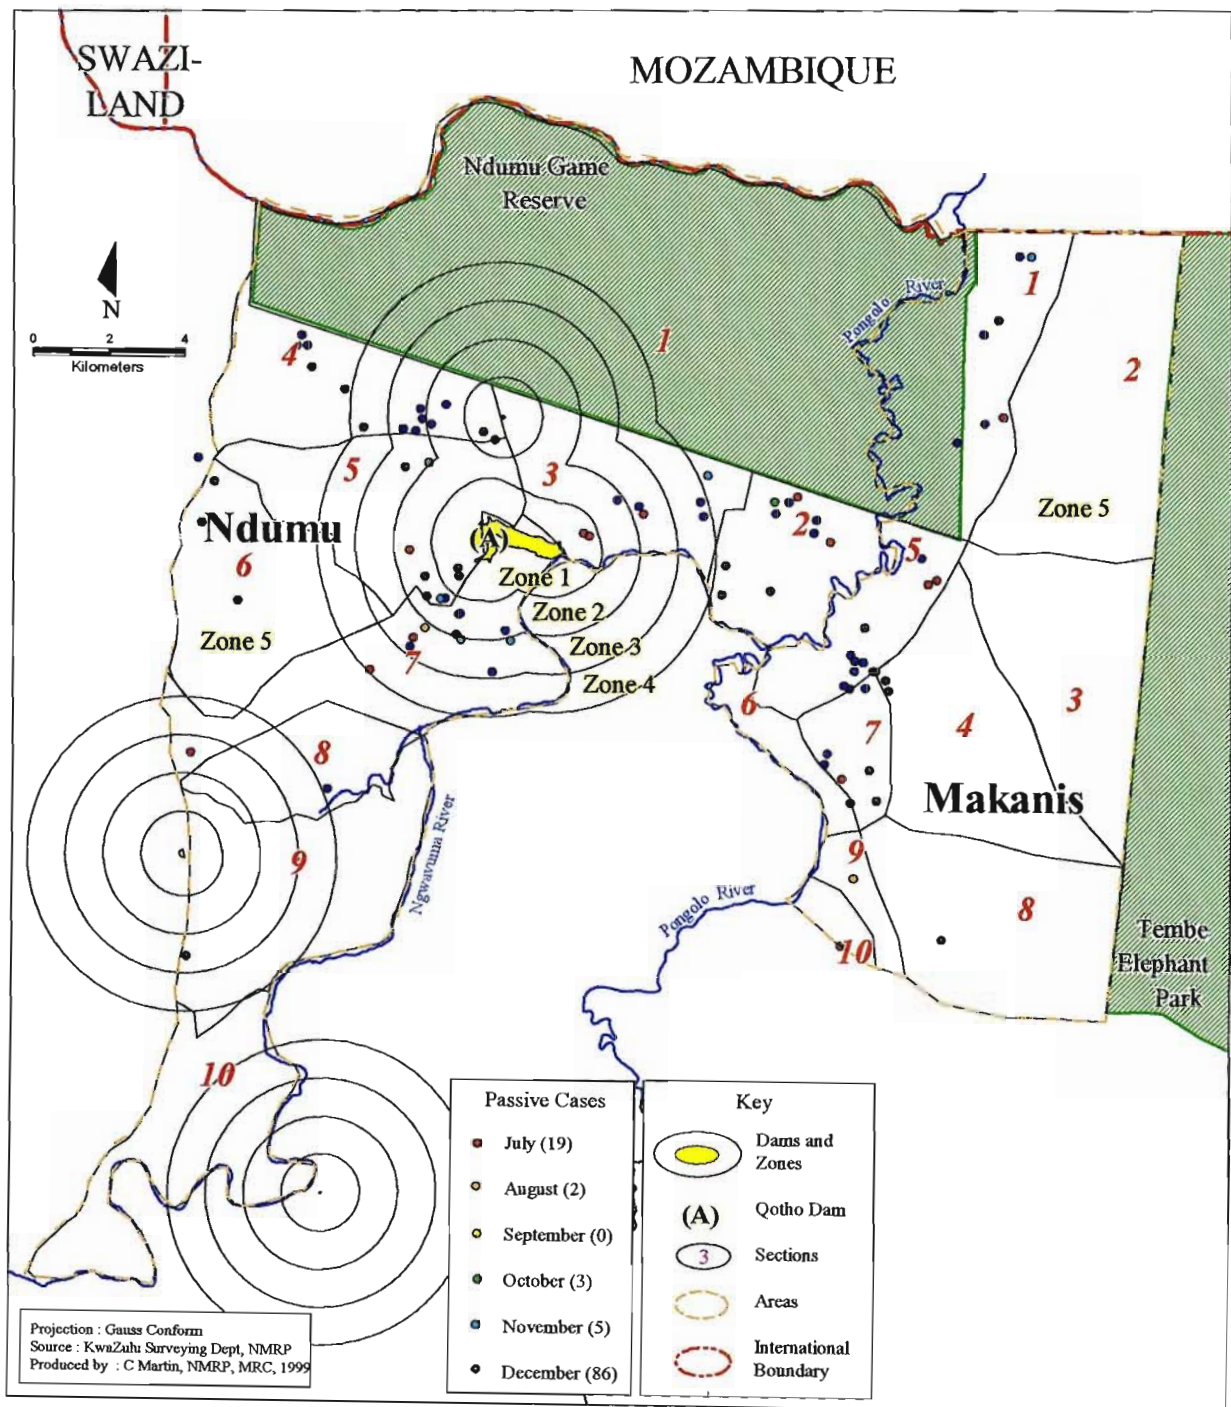 SWAZI-
LAND
MOZAMBIQUE
Ndumu Game
Reserve
N
0 2 4
Kilometers
Pongolo River
1
1
2
4
5
3
2
5
Zone 5
Ndumu
(A)
6
Zone 1
Zone 2
Zone 3
Zone 4
Zone 5
7
6
7
4
3
8
Makanis
9
9
8
10
Ngwavuma River
Pongolo River
Tembe
Elephant
Park
10
Passive Cases
July (19)
August (2)
September (0)
October (3)
November (5)
December (86)
Key
Dams and
Zones
(A) Qotho Dam
3 Sections
Areas
International
Boundary
Projection : Gauss Conform
Source : KwaZulu Surveying Dept, NMRP
Produced by : C Martin, NMRP, MRC, 1999